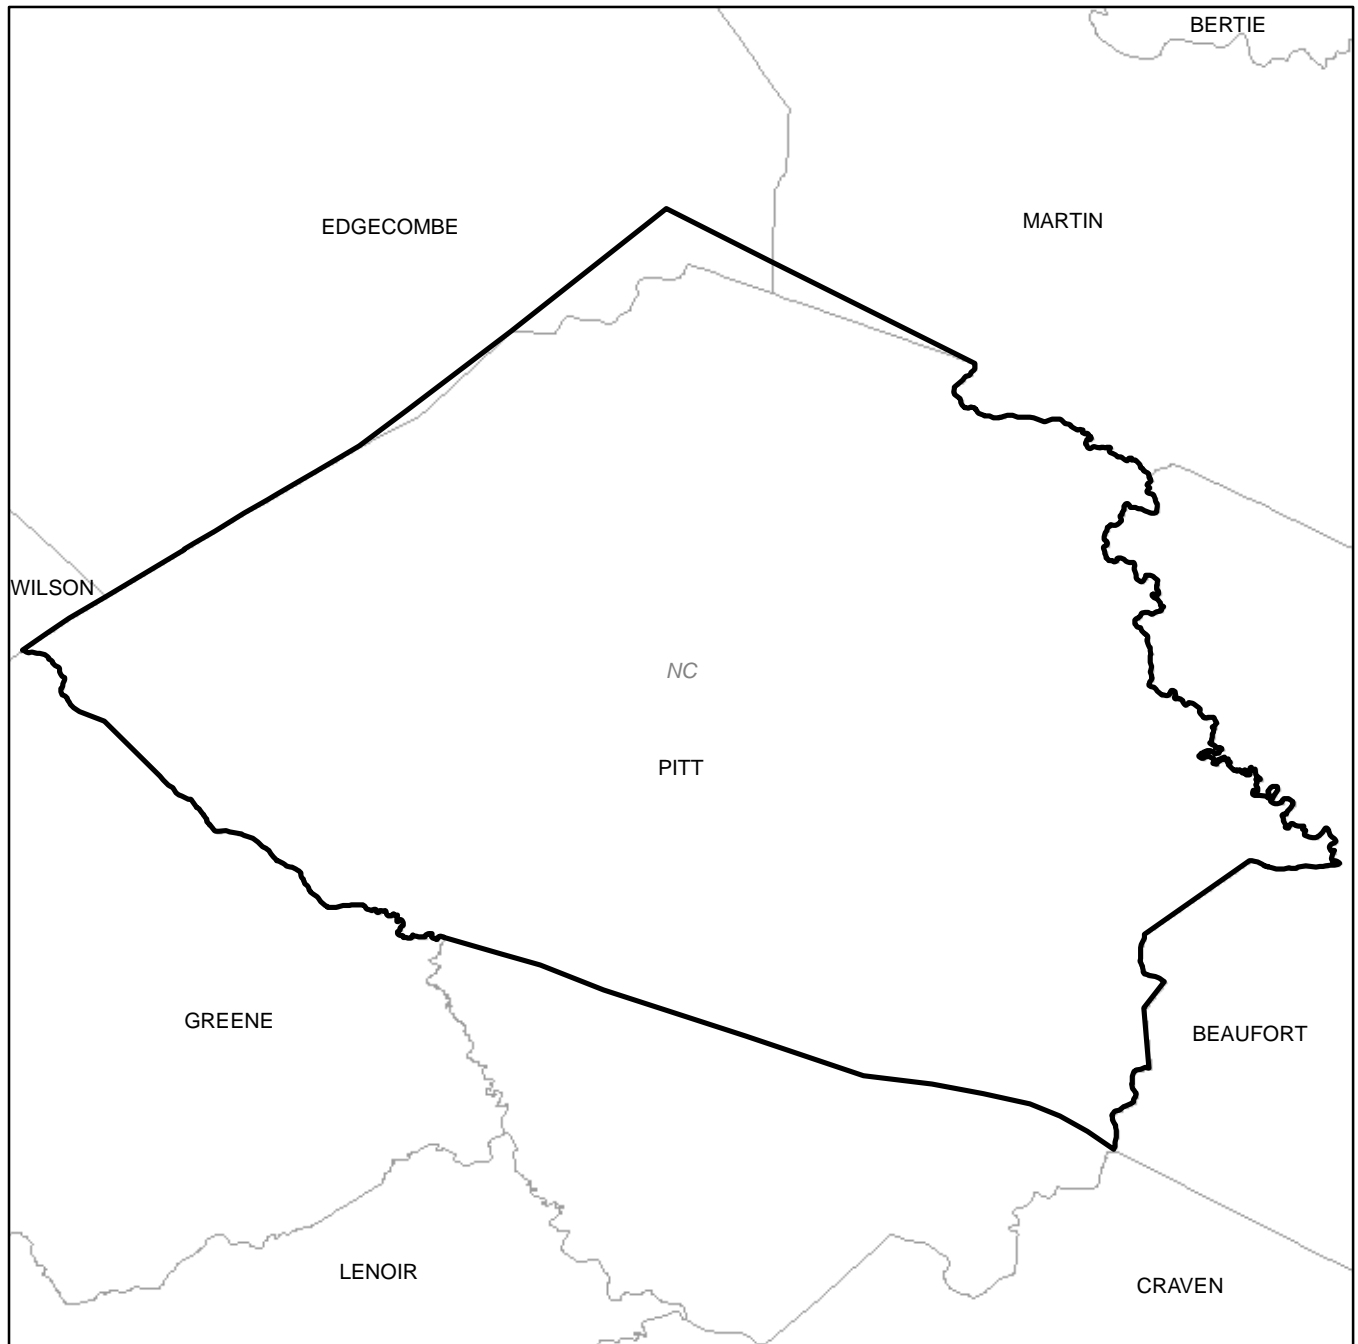 BERTIE
MARTIN
EDGECOMBE
WILSON
NC
PITT
GREENE
BEAUFORT
LENOIR
CRAVEN